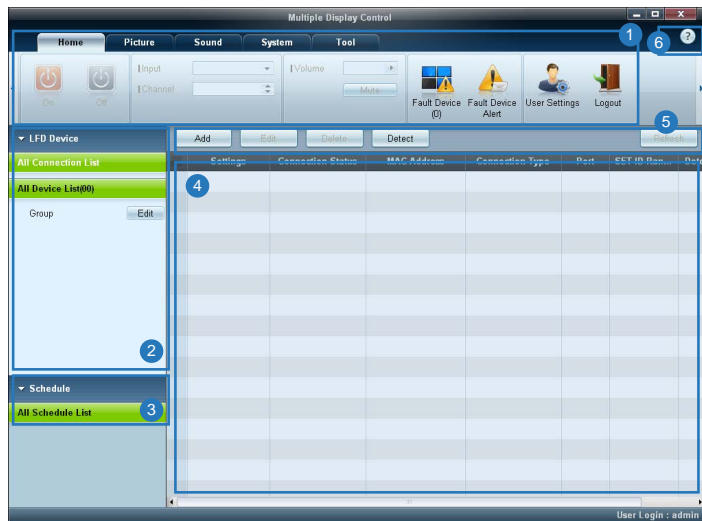 Multiple Display Control
Home Picture Sound System Tool
1
6
?
Input
Volume
Channel
Mute
On Off
Fault Device (0)
Fault Device Alert
User Settings
Logout
5
LFD Device
Add Edit Delete Detect Refresh
All Connection List
Settings Connection Status MAC Address Connection Type Port SET ID Ran...
4
All Device List(00)
Group Edit
2
Schedule
All Schedule List
3
User Login : admin